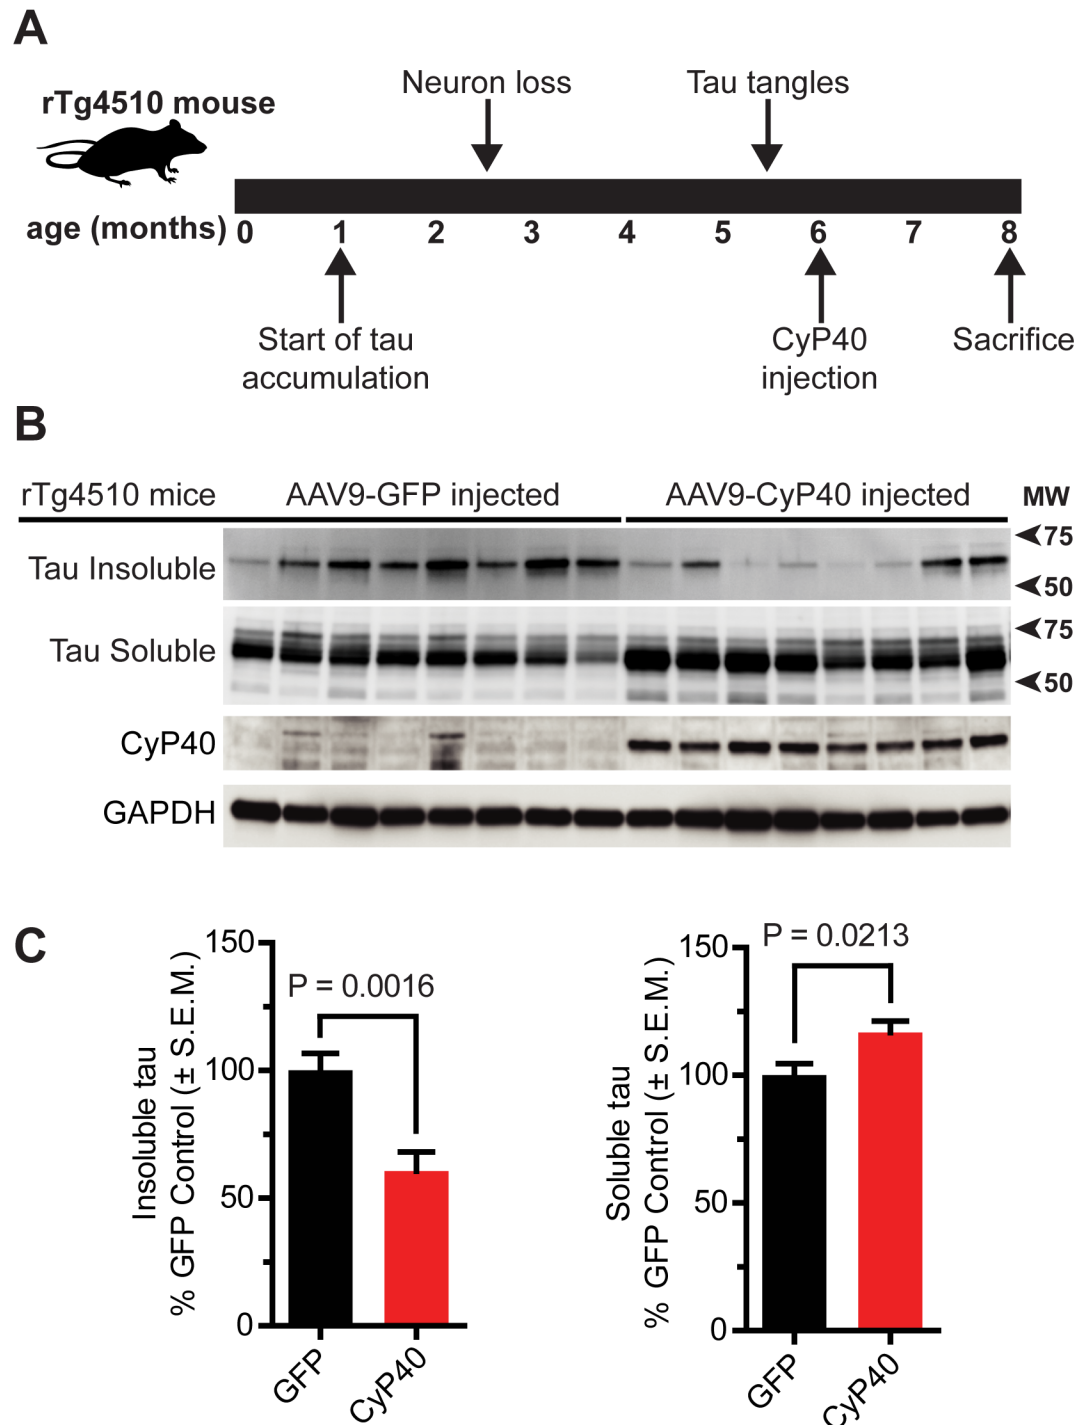 A
rTg4510 mouse
Neuron loss
Tau tangles
age (months) 0 1 2 3 4 5 6 7 8
Start of tau
accumulation
CyP40
injection
Sacrifice
B
rTg4510 mice
AAV9-GFP injected
AAV9-CyP40 injected
MW
Tau Insoluble
75
50
Tau Soluble
75
50
CyP40
GAPDH
C
Insoluble tau
% GFP Control (± S.E.M.)
150
100
50
0
P = 0.0016
GFP
CyP40
Soluble tau
% GFP Control (± S.E.M.)
150
100
50
0
P = 0.0213
GFP
CyP40